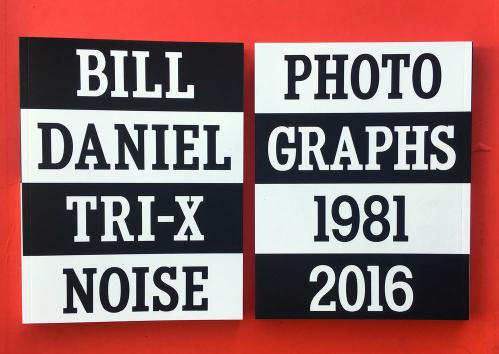 BILL
DANIEL
TRI-X
NOISE
PHOTO
GRAPHS
1981
2016